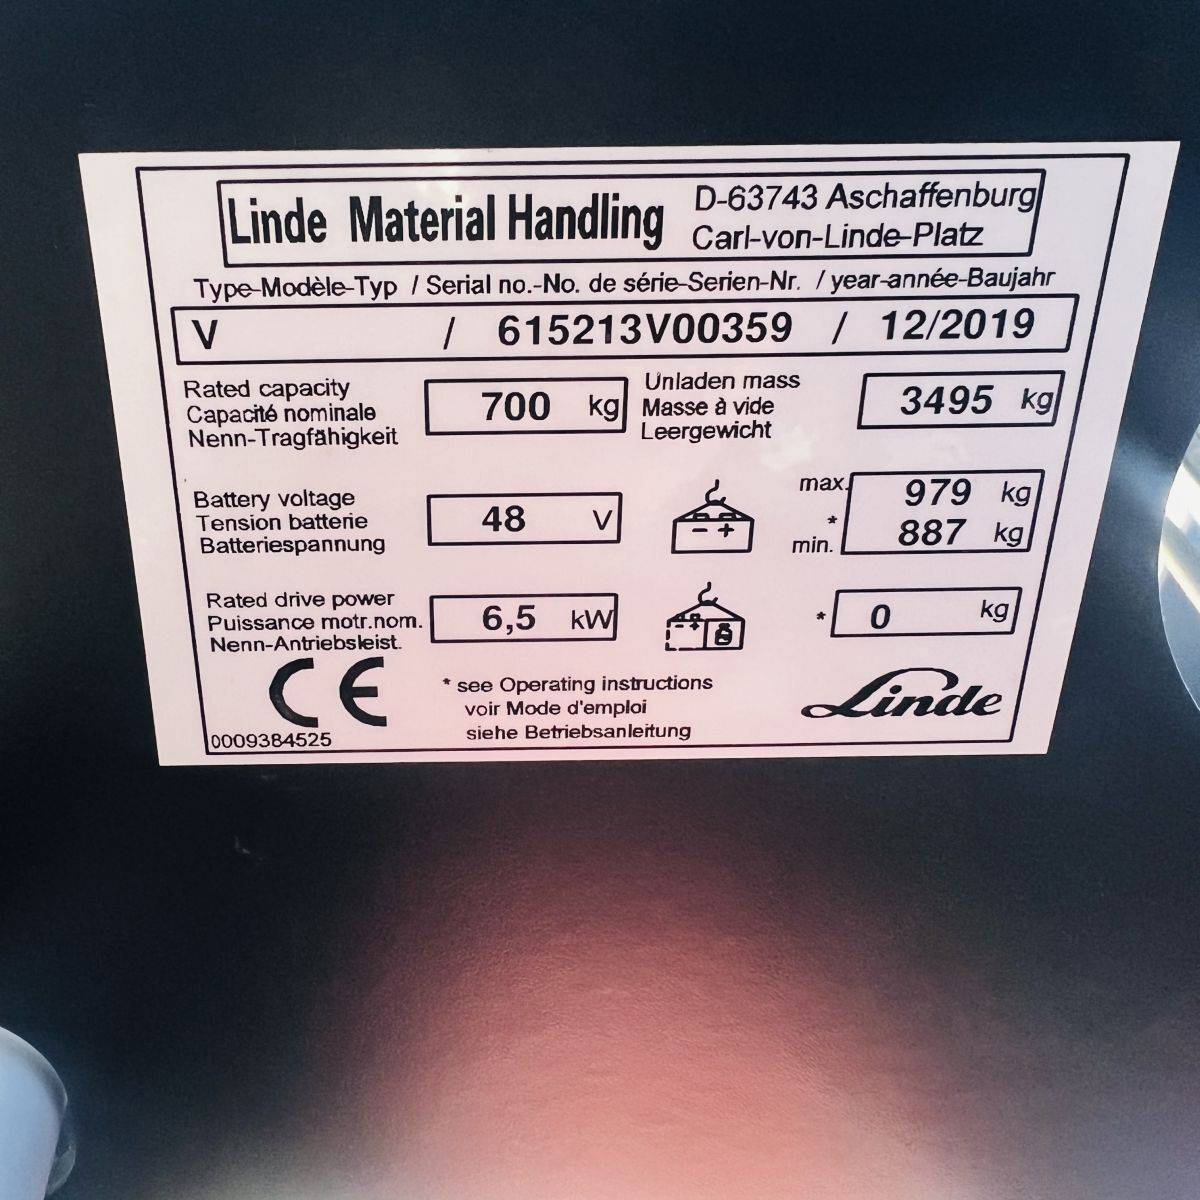 Linde Material Handling
D-63743 Aschaffenburg
Carl-von-Linde-Platz
Type-Modèle-Typ / Serial no.-No. de série-Serien-Nr. / year-année-Baujahr
V / 615213V00359 / 12/2019
Rated capacity
Capacité nominale
Nenn-Tragfähigkeit
700 kg
Unladen mass
Masse à vide
Leergewicht
3495 kg
Battery voltage
Tension batterie
Batteriespannung
48 V
- +
max. 979 kg
*
min. 887 kg
Rated drive power
Puissance motr.nom.
Nenn-Antriebsleist.
6,5 kW
- +
* 0 kg
CE
0009384525
* see Operating instructions
voir Mode d'emploi
siehe Betriebsanleitung
Linde